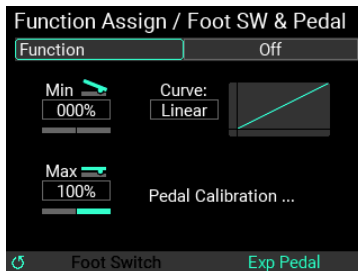 Function Assign / Foot SW & Pedal
Function Off
Min Curve:
000% Linear
Max
100% Pedal Calibration ...
Foot Switch Exp Pedal